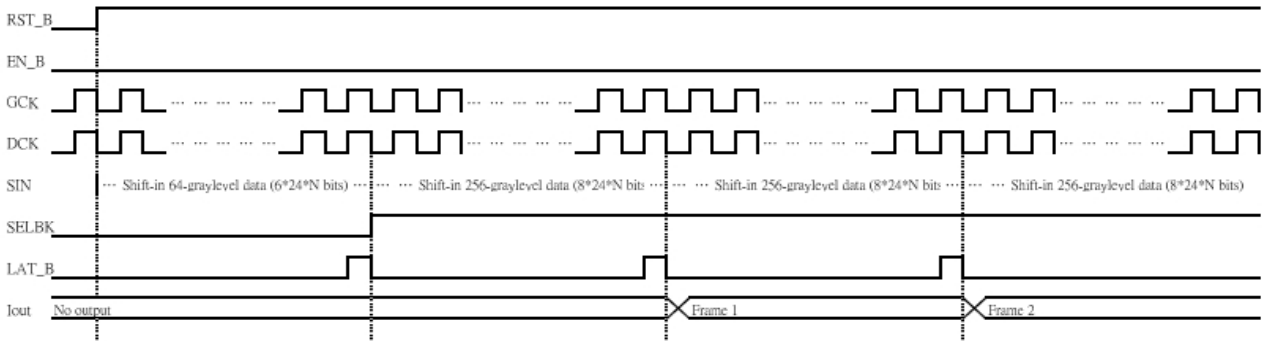 RST_B
EN_B
GCK
··· ··· ··· ··· ··· ··· ··· ··· ··· ··· ··· ··· ··· ··· ··· ··· ··· ··· ··· ···
DCK
··· ··· ··· ··· ··· ··· ··· ··· ··· ··· ··· ··· ··· ··· ··· ··· ··· ··· ··· ···
SIN ··· Shift-in 64-graylevel data (6*24*N bits) ··· ··· ··· Shift-in 256-graylevel data (8*24*N bits ··· ··· ··· Shift-in 256-graylevel data (8*24*N bits ··· ··· ··· Shift-in 256-graylevel data (8*24*N bits)
SELBK
LAT_B
Iout No output Frame 1 Frame 2